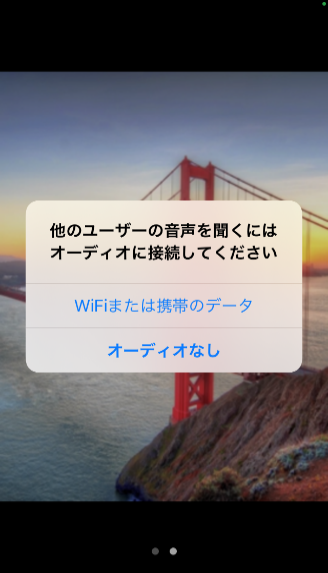 他のユーザーの音声を聞くには
オーディオに接続してください
WiFiまたは携帯のデータ
オーディオなし